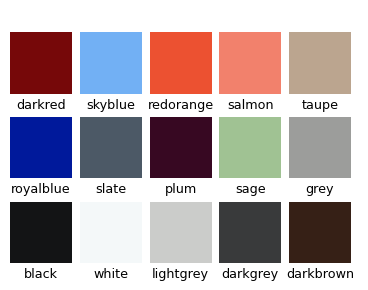 darkred skyblue redorange salmon taupe
royalblue slate plum sage grey
black white lightgrey darkgrey darkbrown